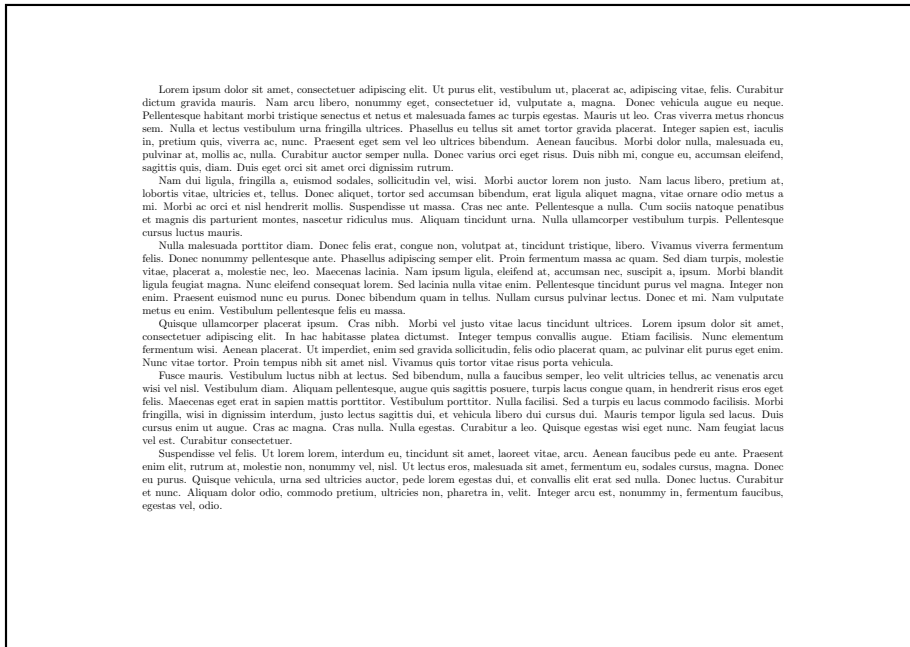 Lorem ipsum dolor sit amet, consectetuer adipiscing elit. Ut purus elit, vestibulum ut, placerat ac, adipiscing vitae, felis. Curabitur
dictum gravida mauris. Nam arcu libero, nonummy eget, consectetuer id, vulputate a, magna. Donec vehicula augue eu neque.
Pellentesque habitant morbi tristique senectus et netus et malesuada fames ac turpis egestas. Mauris ut leo. Cras viverra metus rhoncus
sem. Nulla et lectus vestibulum urna fringilla ultrices. Phasellus eu tellus sit amet tortor gravida placerat. Integer sapien est, iaculis
in, pretium quis, viverra ac, nunc. Praesent eget sem vel leo ultrices bibendum. Aenean faucibus. Morbi dolor nulla, malesuada eu,
pulvinar at, mollis ac, nulla. Curabitur auctor semper nulla. Donec varius orci eget risus. Duis nibh mi, congue eu, accumsan eleifend,
sagittis quis, diam. Duis eget orci sit amet orci dignissim rutrum.
Nam dui ligula, fringilla a, euismod sodales, sollicitudin vel, wisi. Morbi auctor lorem non justo. Nam lacus libero, pretium at,
lobortis vitae, ultricies et, tellus. Donec aliquet, tortor sed accumsan bibendum, erat ligula aliquet magna, vitae ornare odio metus a
mi. Morbi ac orci et nisl hendrerit mollis. Suspendisse ut massa. Cras nec ante. Pellentesque a nulla. Cum sociis natoque penatibus
et magnis dis parturient montes, nascetur ridiculus mus. Aliquam tincidunt urna. Nulla ullamcorper vestibulum turpis. Pellentesque
cursus luctus mauris.
Nulla malesuada porttitor diam. Donec felis erat, congue non, volutpat at, tincidunt tristique, libero. Vivamus viverra fermentum
felis. Donec nonummy pellentesque ante. Phasellus adipiscing semper elit. Proin fermentum massa ac quam. Sed diam turpis, molestie
vitae, placerat a, molestie nec, leo. Maecenas lacinia. Nam ipsum ligula, eleifend at, accumsan nec, suscipit a, ipsum. Morbi blandit
ligula feugiat magna. Nunc eleifend consequat lorem. Sed lacinia nulla vitae enim. Pellentesque tincidunt purus vel magna. Integer non
enim. Praesent euismod nunc eu purus. Donec bibendum quam in tellus. Nullam cursus pulvinar lectus. Donec et mi. Nam vulputate
metus eu enim. Vestibulum pellentesque felis eu massa.
Quisque ullamcorper placerat ipsum. Cras nibh. Morbi vel justo vitae lacus tincidunt ultrices. Lorem ipsum dolor sit amet,
consectetuer adipiscing elit. In hac habitasse platea dictumst. Integer tempus convallis augue. Etiam facilisis. Nunc elementum
fermentum wisi. Aenean placerat. Ut imperdiet, enim sed gravida sollicitudin, felis odio placerat quam, ac pulvinar elit purus eget enim.
Nunc vitae tortor. Proin tempus nibh sit amet nisl. Vivamus quis tortor vitae risus porta vehicula.
Fusce mauris. Vestibulum luctus nibh at lectus. Sed bibendum, nulla a faucibus semper, leo velit ultricies tellus, ac venenatis arcu
wisi vel nisl. Vestibulum diam. Aliquam pellentesque, augue quis sagittis posuere, turpis lacus congue quam, in hendrerit risus eros eget
felis. Maecenas eget erat in sapien mattis porttitor. Vestibulum porttitor. Nulla facilisi. Sed a turpis eu lacus commodo facilisis. Morbi
fringilla, wisi in dignissim interdum, justo lectus sagittis dui, et vehicula libero dui cursus dui. Mauris tempor ligula sed lacus. Duis
cursus enim ut augue. Cras ac magna. Cras nulla. Nulla egestas. Curabitur a leo. Quisque egestas wisi eget nunc. Nam feugiat lacus
vel est. Curabitur consectetuer.
Suspendisse vel felis. Ut lorem lorem, interdum eu, tincidunt sit amet, laoreet vitae, arcu. Aenean faucibus pede eu ante. Praesent
enim elit, rutrum at, molestie non, nonummy vel, nisl. Ut lectus eros, malesuada sit amet, fermentum eu, sodales cursus, magna. Donec
eu purus. Quisque vehicula, urna sed ultricies auctor, pede lorem egestas dui, et convallis elit erat sed nulla. Donec luctus. Curabitur
et nunc. Aliquam dolor odio, commodo pretium, ultricies non, pharetra in, velit. Integer arcu est, nonummy in, fermentum faucibus,
egestas vel, odio.